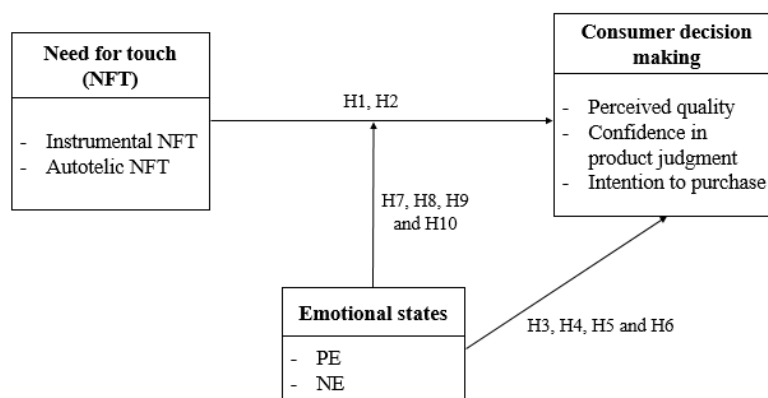 Need for touch
(NFT)
- Instrumental NFT
- Autotelic NFT
H1, H2
Consumer decision
making
- Perceived quality
- Confidence in
product judgment
- Intention to purchase
H7, H8, H9
and H10
Emotional states
- PE
- NE
H3, H4, H5 and H6